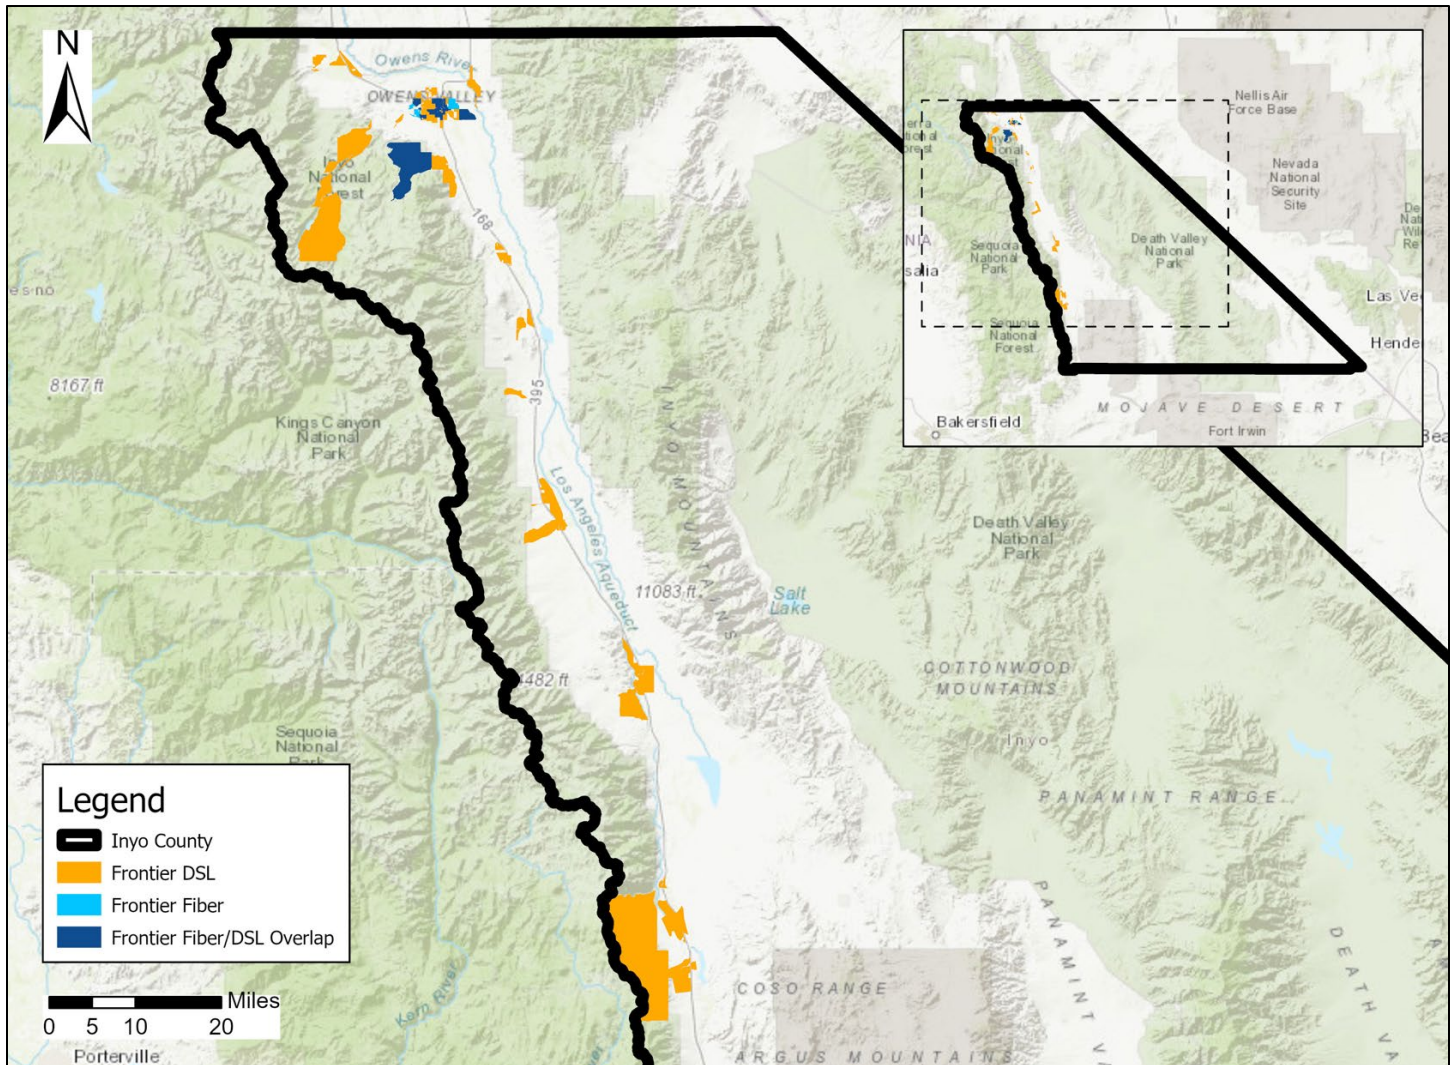 N
Owens River
OWENS VALLEY
Inyo
National
Forest
168
8167 ft
Kings Canyon
National
Park
395
Los Angeles Aqueduct
INYO MOUNTAINS
11083 ft
Salt
Lake
Death Valley
National
Park
COTTONWOOD
MOUNTAINS
Inyo
4482 ft
Sequoia
National
Park
PANAMINT RANGE
COSO RANGE
ARGUS MOUNTAINS
Kern River
Porterville
Nellis Air
Force Base
Nevada
National
Security
Site
Death Valley
National
Park
Sequoia
National
Park
Sequoia
National
Forest
Las Ve
Hende
MOJAVE DESERT
Bakersfield
Fort Irwin
Legend
Inyo County
Frontier DSL
Frontier Fiber
Frontier Fiber/DSL Overlap
Miles
0 5 10 20